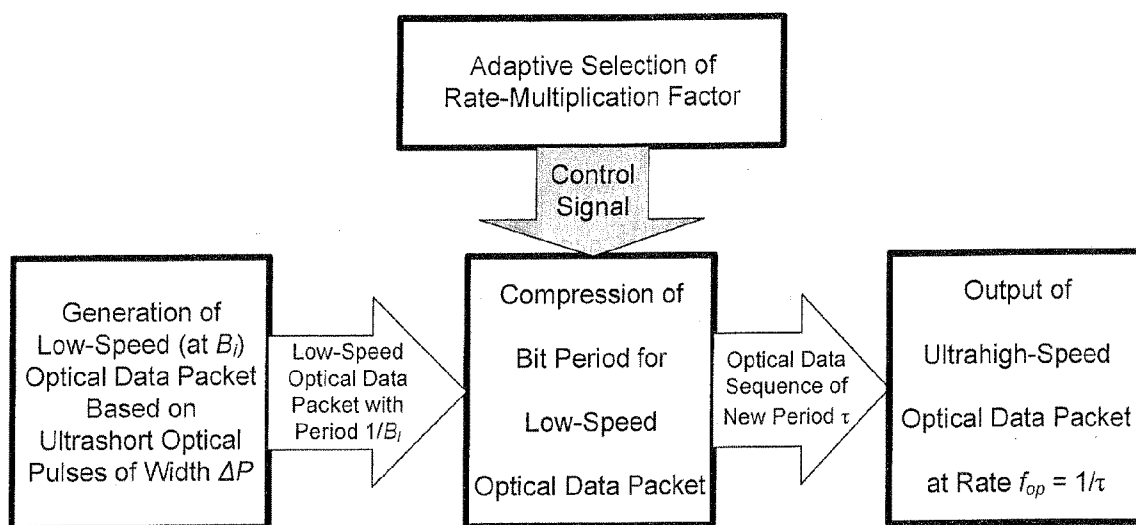 Adaptive Selection of
Rate-Multiplication Factor
Control
Signal
Generation of
Low-Speed (at Bi)
Optical Data Packet
Based on
Ultrashort Optical
Pulses of Width ΔP
Low-Speed
Optical Data
Packet with
Period 1/Bi
Compression of
Bit Period for
Low-Speed
Optical Data Packet
Optical Data
Sequence of
New Period τ
Output of
Ultrahigh-Speed
Optical Data Packet
at Rate fop = 1/τ